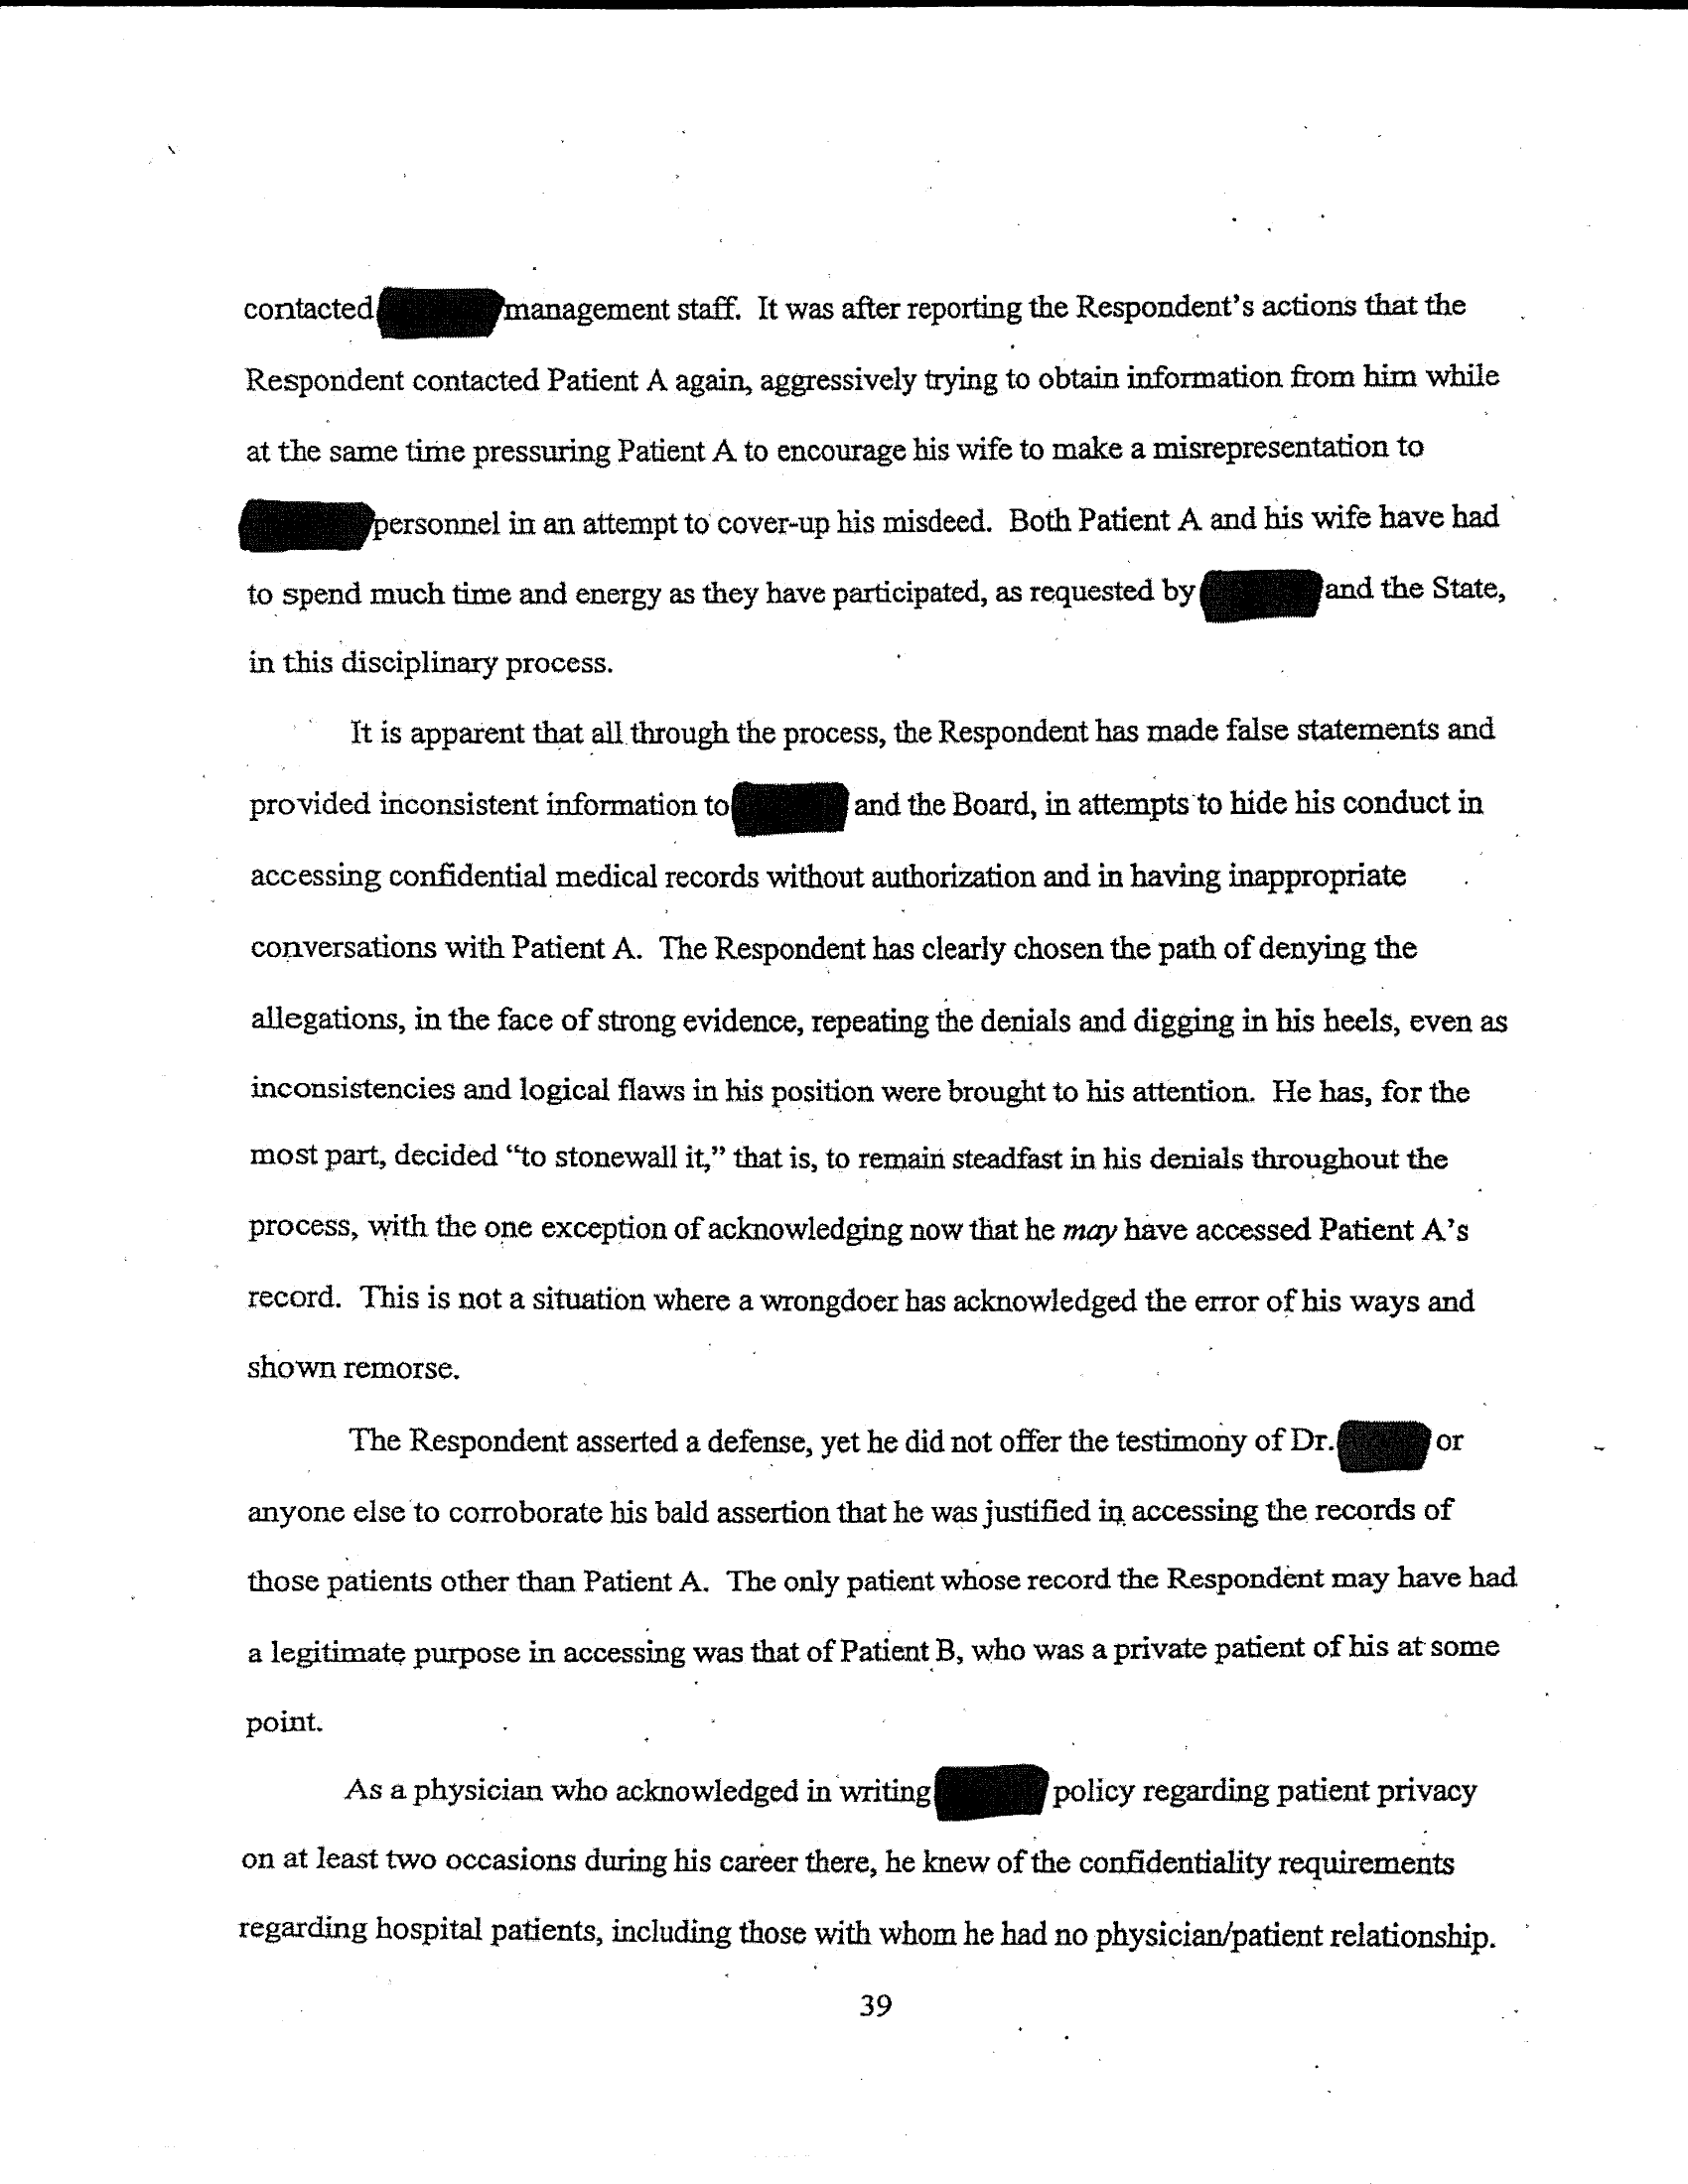 contacted management staff. It was after reporting the Respondent's actions that the
Respondent contacted Patient A again, aggressively trying to obtain information from him while
at the same time pressuring Patient A to encourage his wife to make a misrepresentation to
personnel in an attempt to cover-up his misdeed. Both Patient A and his wife have had
to spend much time and energy as they have participated, as requested by and the State,
in this disciplinary process.
It is apparent that all through the process, the Respondent has made false statements and
provided inconsistent information to and the Board, in attempts to hide his conduct in
accessing confidential medical records without authorization and in having inappropriate
conversations with Patient A. The Respondent has clearly chosen the path of denying the
allegations, in the face of strong evidence, repeating the denials and digging in his heels, even as
inconsistencies and logical flaws in his position were brought to his attention. He has, for the
most part, decided “to stonewall it,” that is, to remain steadfast in his denials throughout the
process, with the one exception of acknowledging now that he may have accessed Patient A's
record. This is not a situation where a wrongdoer has acknowledged the error of his ways and
shown remorse.
The Respondent asserted a defense, yet he did not offer the testimony of Dr. or
anyone else to corroborate his bald assertion that he was justified in accessing the records of
those patients other than Patient A. The only patient whose record the Respondent may have had
a legitimate purpose in accessing was that of Patient B, who was a private patient of his at some
point.
As a physician who acknowledged in writing policy regarding patient privacy
on at least two occasions during his career there, he knew of the confidentiality requirements
regarding hospital patients, including those with whom he had no physician/patient relationship.
39